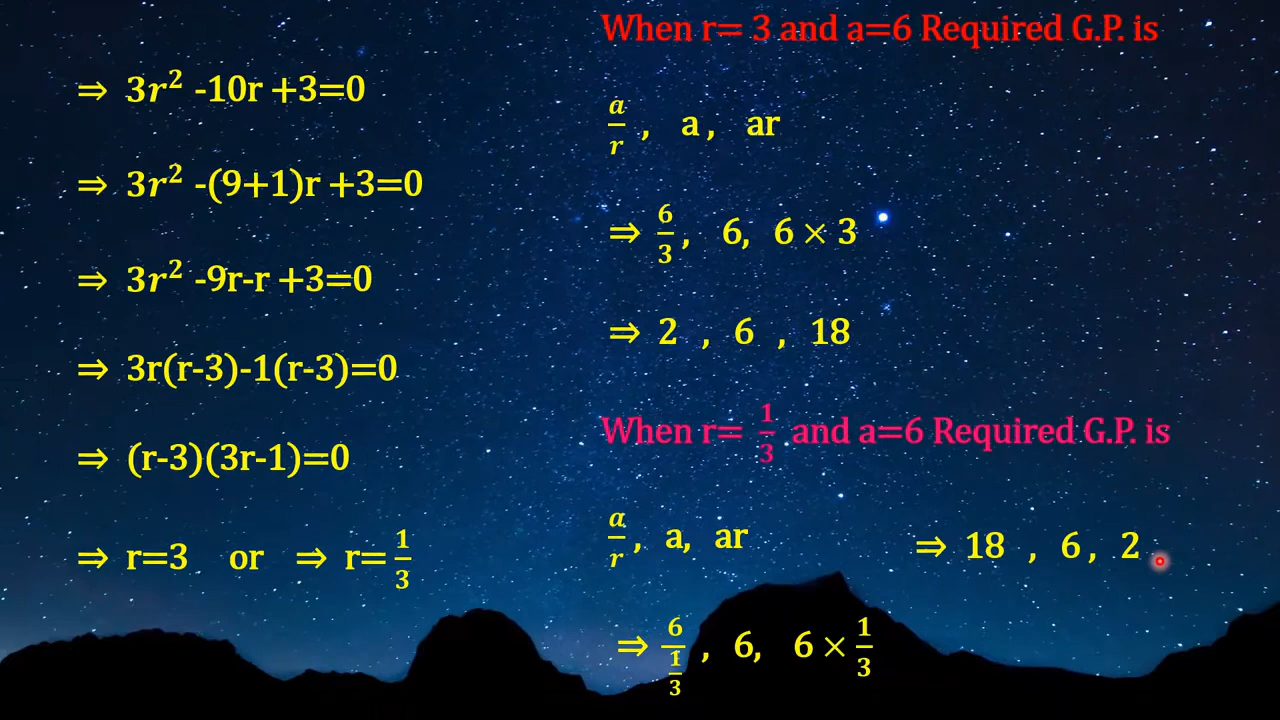 ⇒ 3r² -10r +3=0
⇒ 3r² -(9+1)r +3=0
⇒ 3r² -9r-r +3=0
⇒ 3r(r-3)-1(r-3)=0
⇒ (r-3)(3r-1)=0
⇒ r=3 or ⇒ r= 1/3
When r= 3 and a=6 Required G.P. is
a/r , a , ar
⇒ 6/3 , 6, 6 × 3
⇒ 2 , 6 , 18
When r= 1/3 and a=6 Required G.P. is
a/r , a, ar
⇒ 6/(1/3) , 6, 6 × 1/3
⇒ 18 , 6 , 2